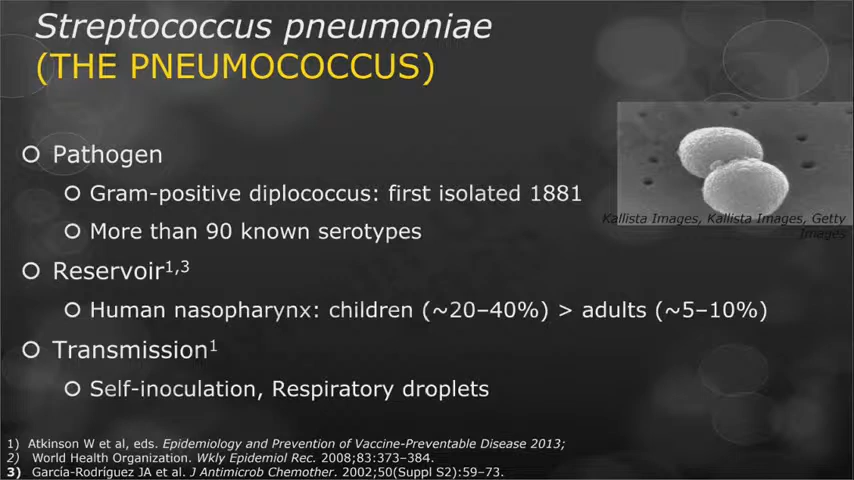 Streptococcus pneumoniae
(THE PNEUMOCOCCUS)
Pathogen
Gram-positive diplococcus: first isolated 1881
More than 90 known serotypes
Kallista Images, Kallista Images, Getty
Images
Reservoir1,3
Human nasopharynx: children (~20–40%) > adults (~5–10%)
Transmission1
Self-inoculation, Respiratory droplets
1) Atkinson W et al, eds. Epidemiology and Prevention of Vaccine-Preventable Disease 2013;
2) World Health Organization. Wkly Epidemiol Rec. 2008;83:373–384.
3) García-Rodríguez JA et al. J Antimicrob Chemother. 2002;50(Suppl S2):59–73.